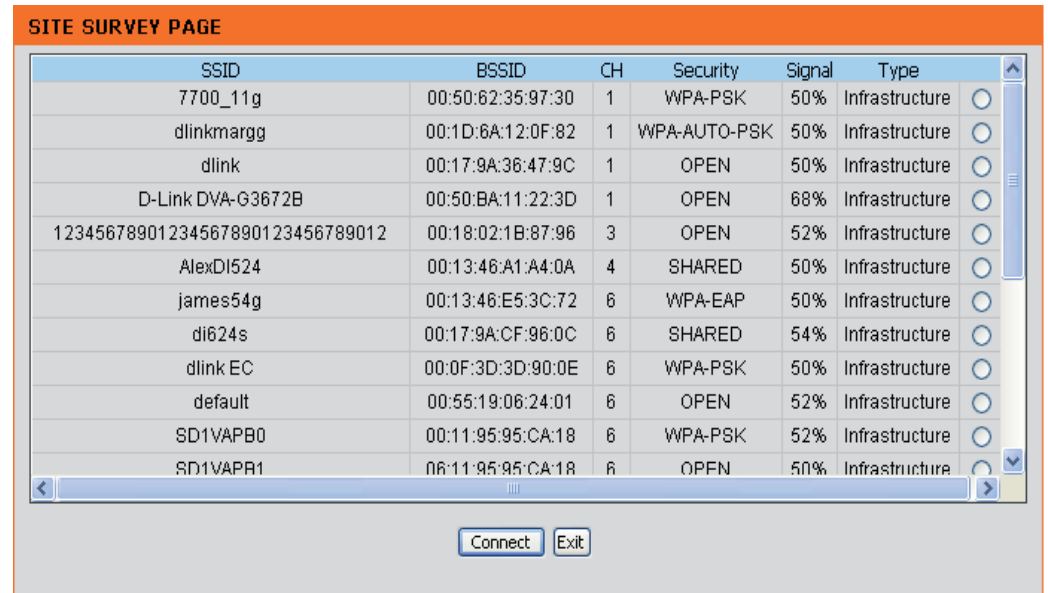 SITE SURVEY PAGE
SSID BSSID CH Security Signal Type
7700_11g 00:50:62:35:97:30 1 WPA-PSK 50% Infrastructure
dlinkmargg 00:1D:6A:12:0F:82 1 WPA-AUTO-PSK 50% Infrastructure
dlink 00:17:9A:36:47:9C 1 OPEN 50% Infrastructure
D-Link DVA-G3672B 00:50:BA:11:22:3D 1 OPEN 68% Infrastructure
12345678901234567890123456789012 00:18:02:1B:87:96 3 OPEN 52% Infrastructure
AlexDI524 00:13:46:A1:A4:0A 4 SHARED 50% Infrastructure
james54g 00:13:46:E5:3C:72 6 WPA-EAP 50% Infrastructure
di624s 00:17:9A:CF:96:0C 6 SHARED 54% Infrastructure
dlink EC 00:0F:3D:3D:90:0E 6 WPA-PSK 50% Infrastructure
default 00:55:19:06:24:01 6 OPEN 52% Infrastructure
SD1VAPB0 00:11:95:95:CA:18 6 WPA-PSK 52% Infrastructure
SD1VAPB1 06:11:95:95:CA:18 6 OPEN 50% Infrastructure
Connect Exit